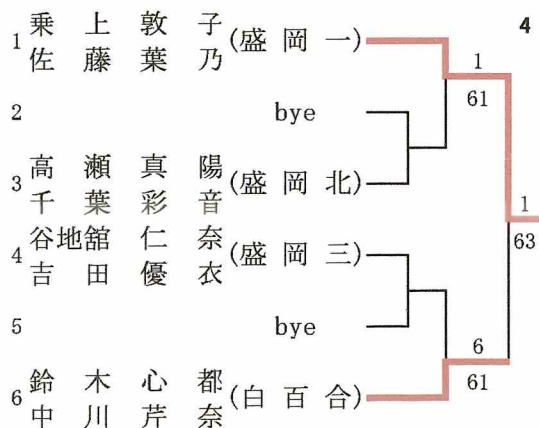 4
1 乗上敦子 佐藤葉乃 (盛岡一)
2 bye
3 高瀬真陽 千葉彩音 (盛岡北)
4 谷地舘仁奈 吉田優衣 (盛岡三)
5 bye
6 鈴木心都 中川芹奈 (白百合)
1
61
1
63
6
61